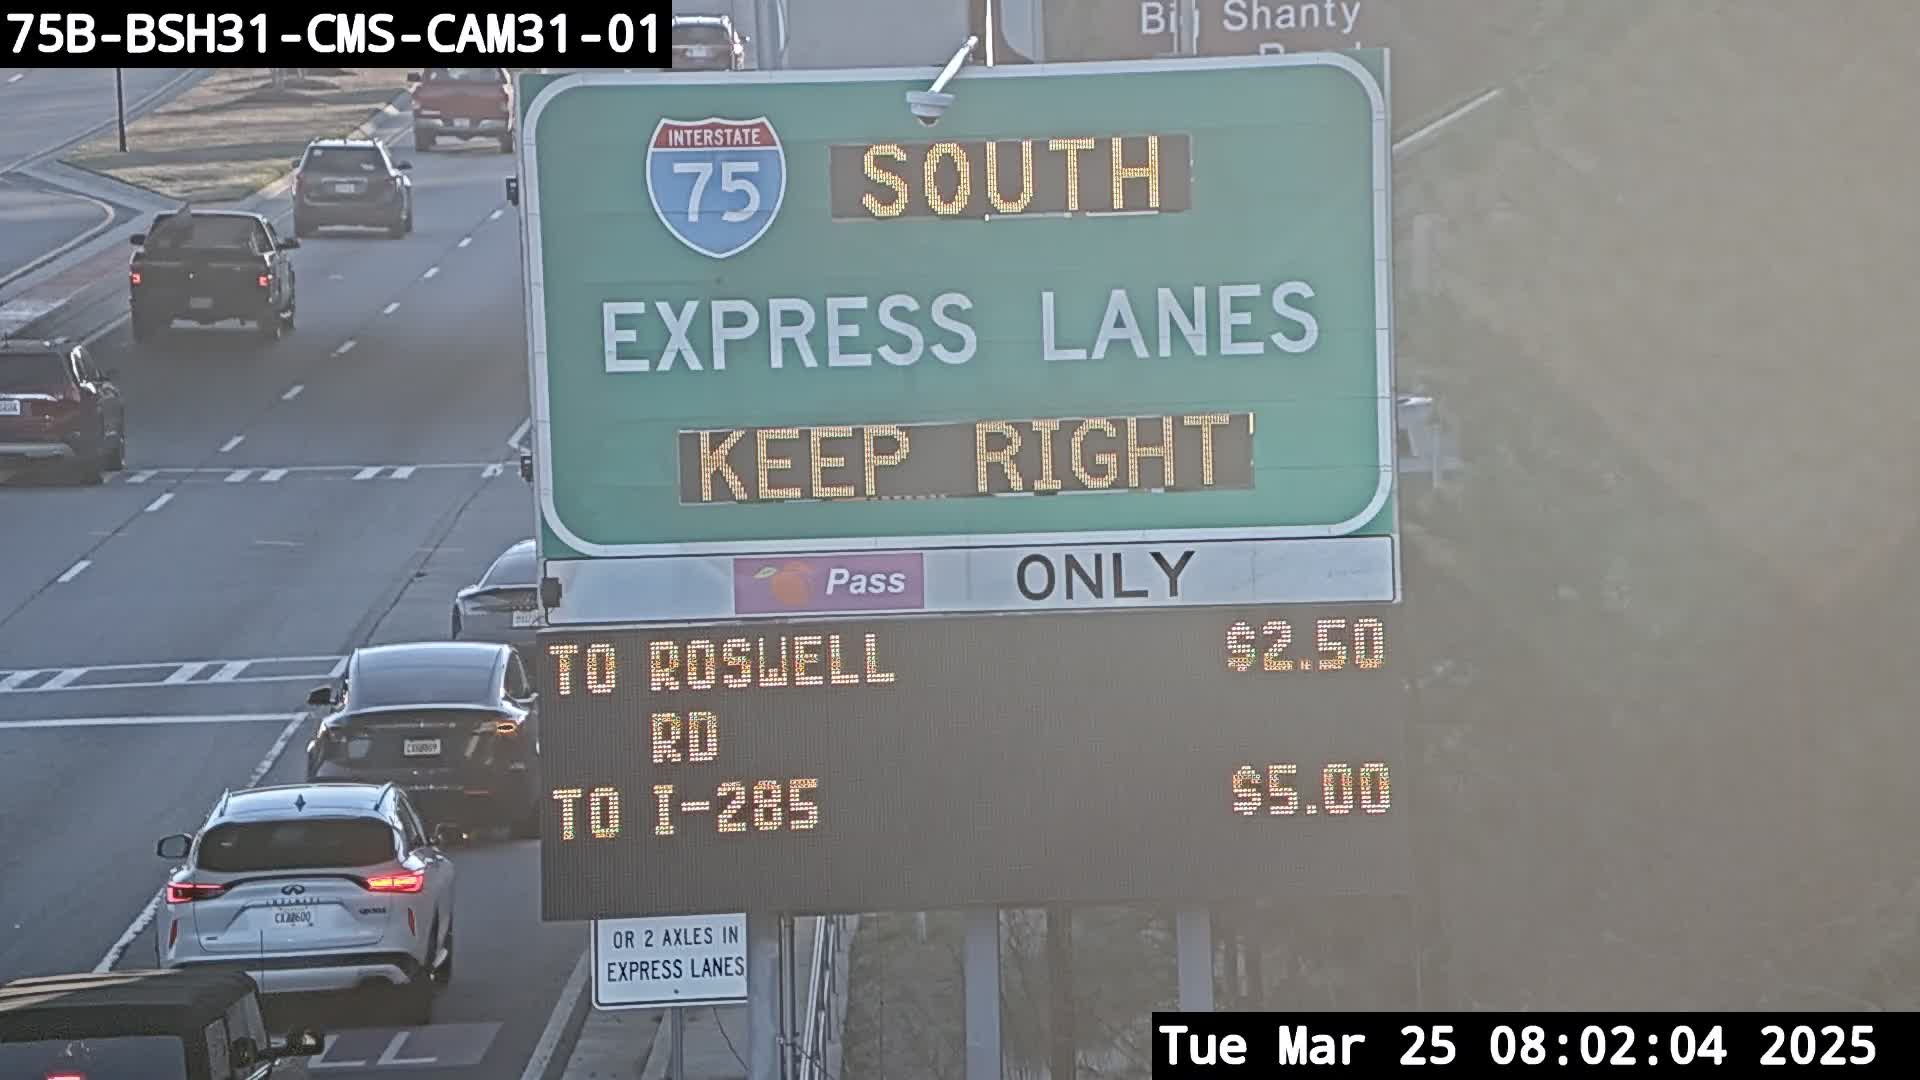 75B-BSH31-CMS-CAM31-01
Big Shanty
INTERSTATE
75
SOUTH
EXPRESS LANES
KEEP RIGHT
Pass ONLY
TO ROSWELL $2.50
RD
TO I-285 $5.00
INFINITI
OR 2 AXLES IN
EXPRESS LANES
Tue Mar 25 08:02:04 2025